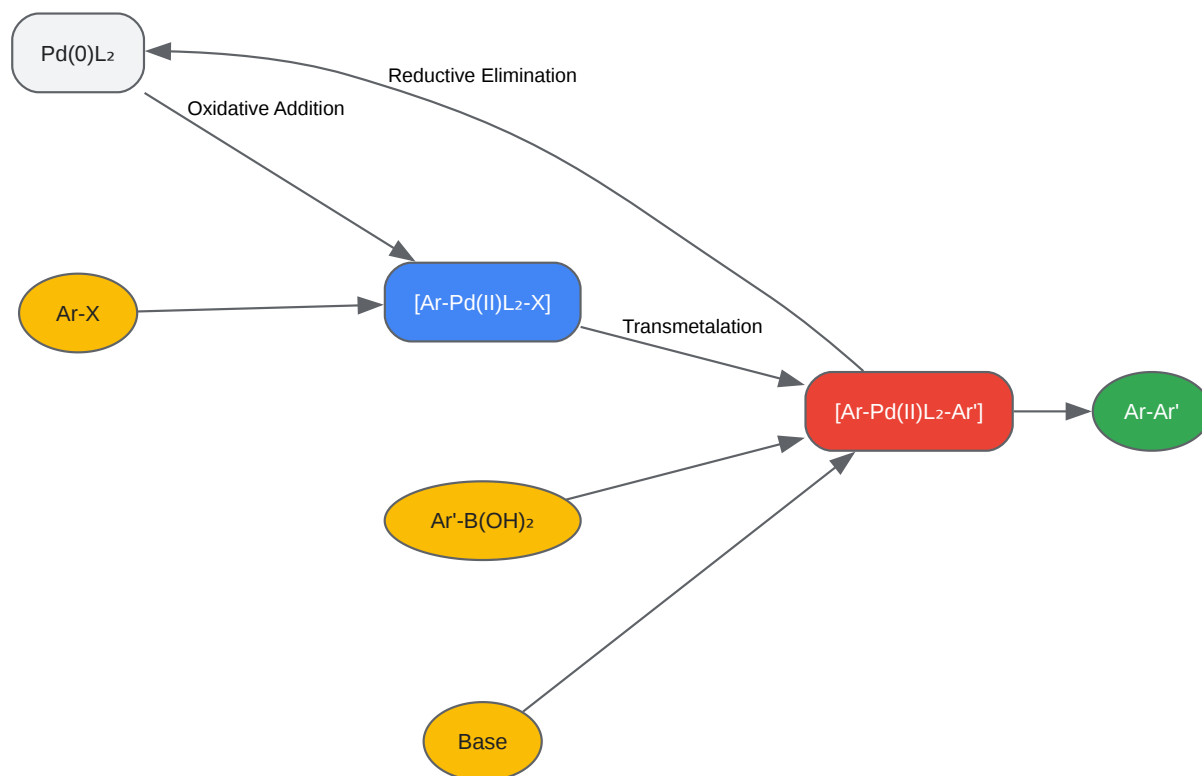 Pd(0)L₂
Reductive Elimination
Oxidative Addition
Ar-X
[Ar-Pd(II)L₂-X]
Transmetalation
[Ar-Pd(II)L₂-Ar']
Ar-Ar'
Ar'-B(OH)₂
Base